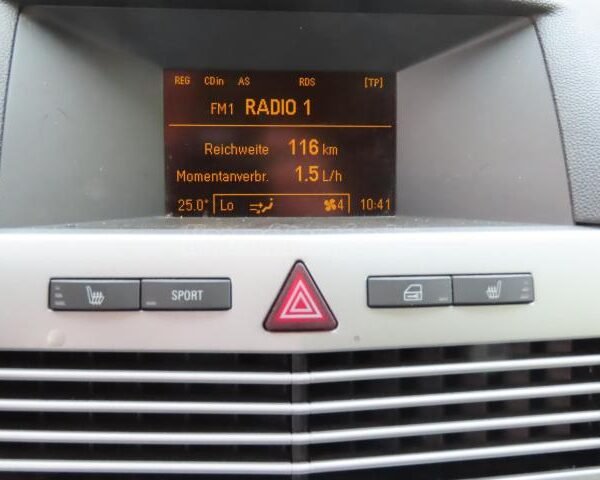 REG CDin AS RDS [TP]
FM1 RADIO 1
Reichweite 116 km
Momentanverbr. 1.5 L/h
25.0° Lo 4 10:41
SPORT